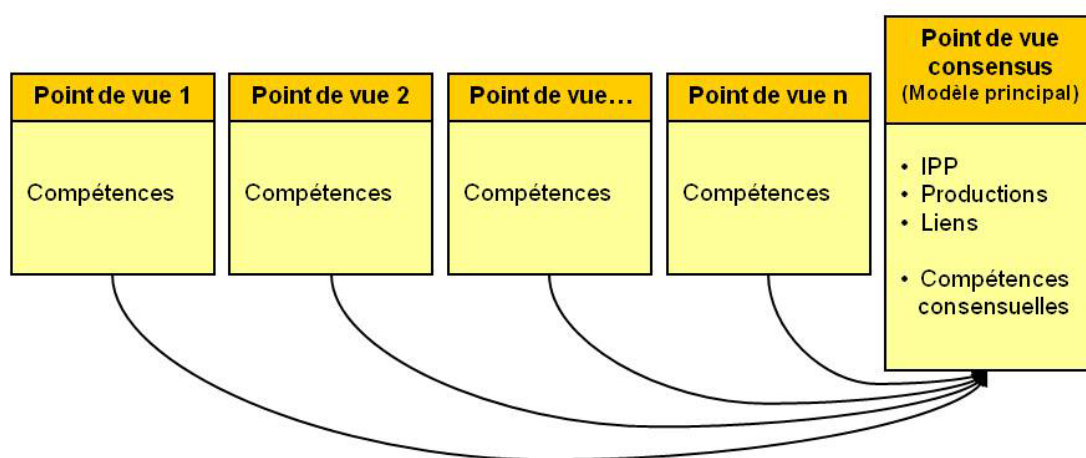 Point de vue 1
Compétences
Point de vue 2
Compétences
Point de vue...
Compétences
Point de vue n
Compétences
Point de vue
consensus
(Modèle principal)
• IPP
• Productions
• Liens
• Compétences
consensuelles